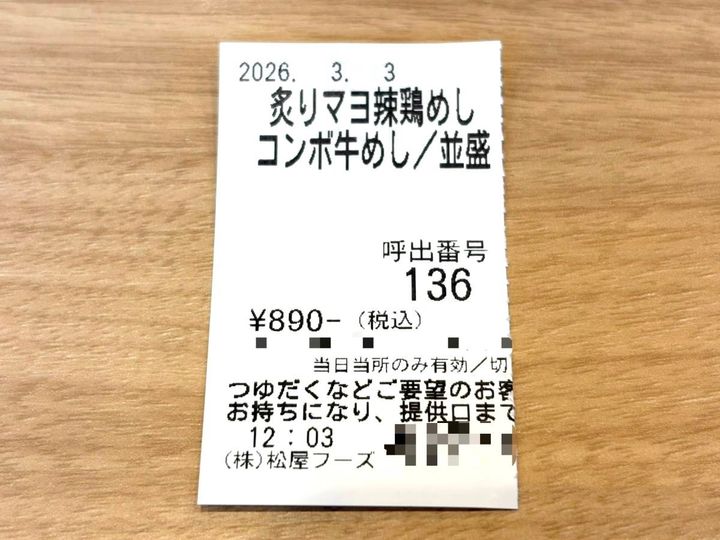 2026. 3. 3
炙りマヨ辣鶏めし
コンボ牛めし／並盛
呼出番号
136
¥890-（税込）
当日当所のみ有効／切
つゆだくなどご要望のお客
お持ちになり、提供口まで
12：03
（株）松屋フーズ